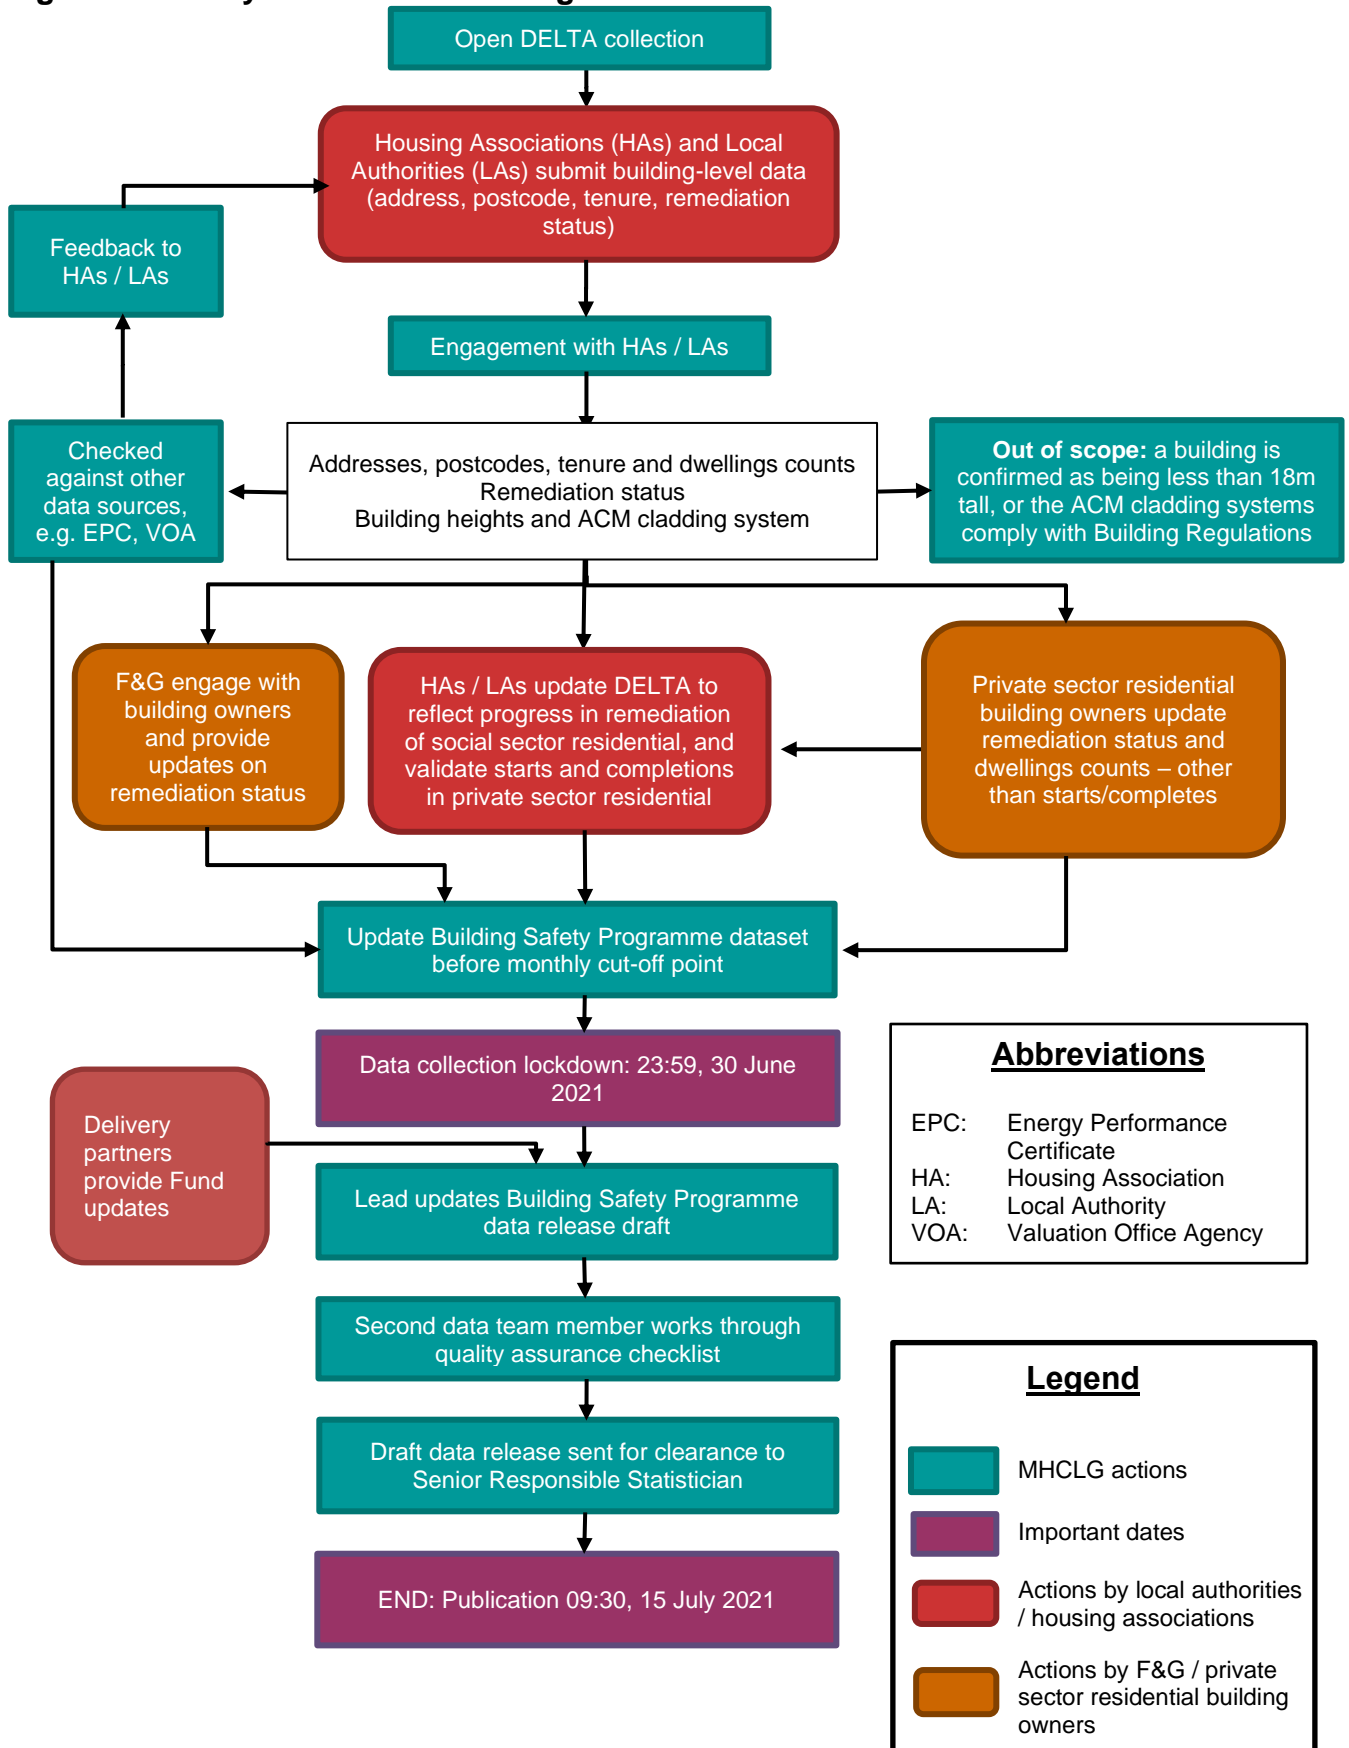 Open DELTA collection
Housing Associations (HAs) and Local
Authorities (LAs) submit building-level data
(address, postcode, tenure, remediation
status)
Feedback to
HAs / LAs
Engagement with HAs / LAs
Checked
against other
data sources,
e.g. EPC, VOA
Addresses, postcodes, tenure and dwellings counts
Remediation status
Building heights and ACM cladding system
Out of scope: a building is
confirmed as being less than 18m
tall, or the ACM cladding systems
comply with Building Regulations
F&G engage with
building owners
and provide
updates on
remediation status
HAs / LAs update DELTA to
reflect progress in remediation
of social sector residential, and
validate starts and completions
in private sector residential
Private sector residential
building owners update
remediation status and
dwellings counts – other
than starts/completes
Update Building Safety Programme dataset
before monthly cut-off point
Data collection lockdown: 23:59, 30 June
2021
Delivery
partners
provide Fund
updates
Lead updates Building Safety Programme
data release draft
Second data team member works through
quality assurance checklist
Draft data release sent for clearance to
Senior Responsible Statistician
END: Publication 09:30, 15 July 2021
Abbreviations
EPC: Energy Performance
Certificate
HA: Housing Association
LA: Local Authority
VOA: Valuation Office Agency
Legend
MHCLG actions
Important dates
Actions by local authorities
/ housing associations
Actions by F&G / private
sector residential building
owners